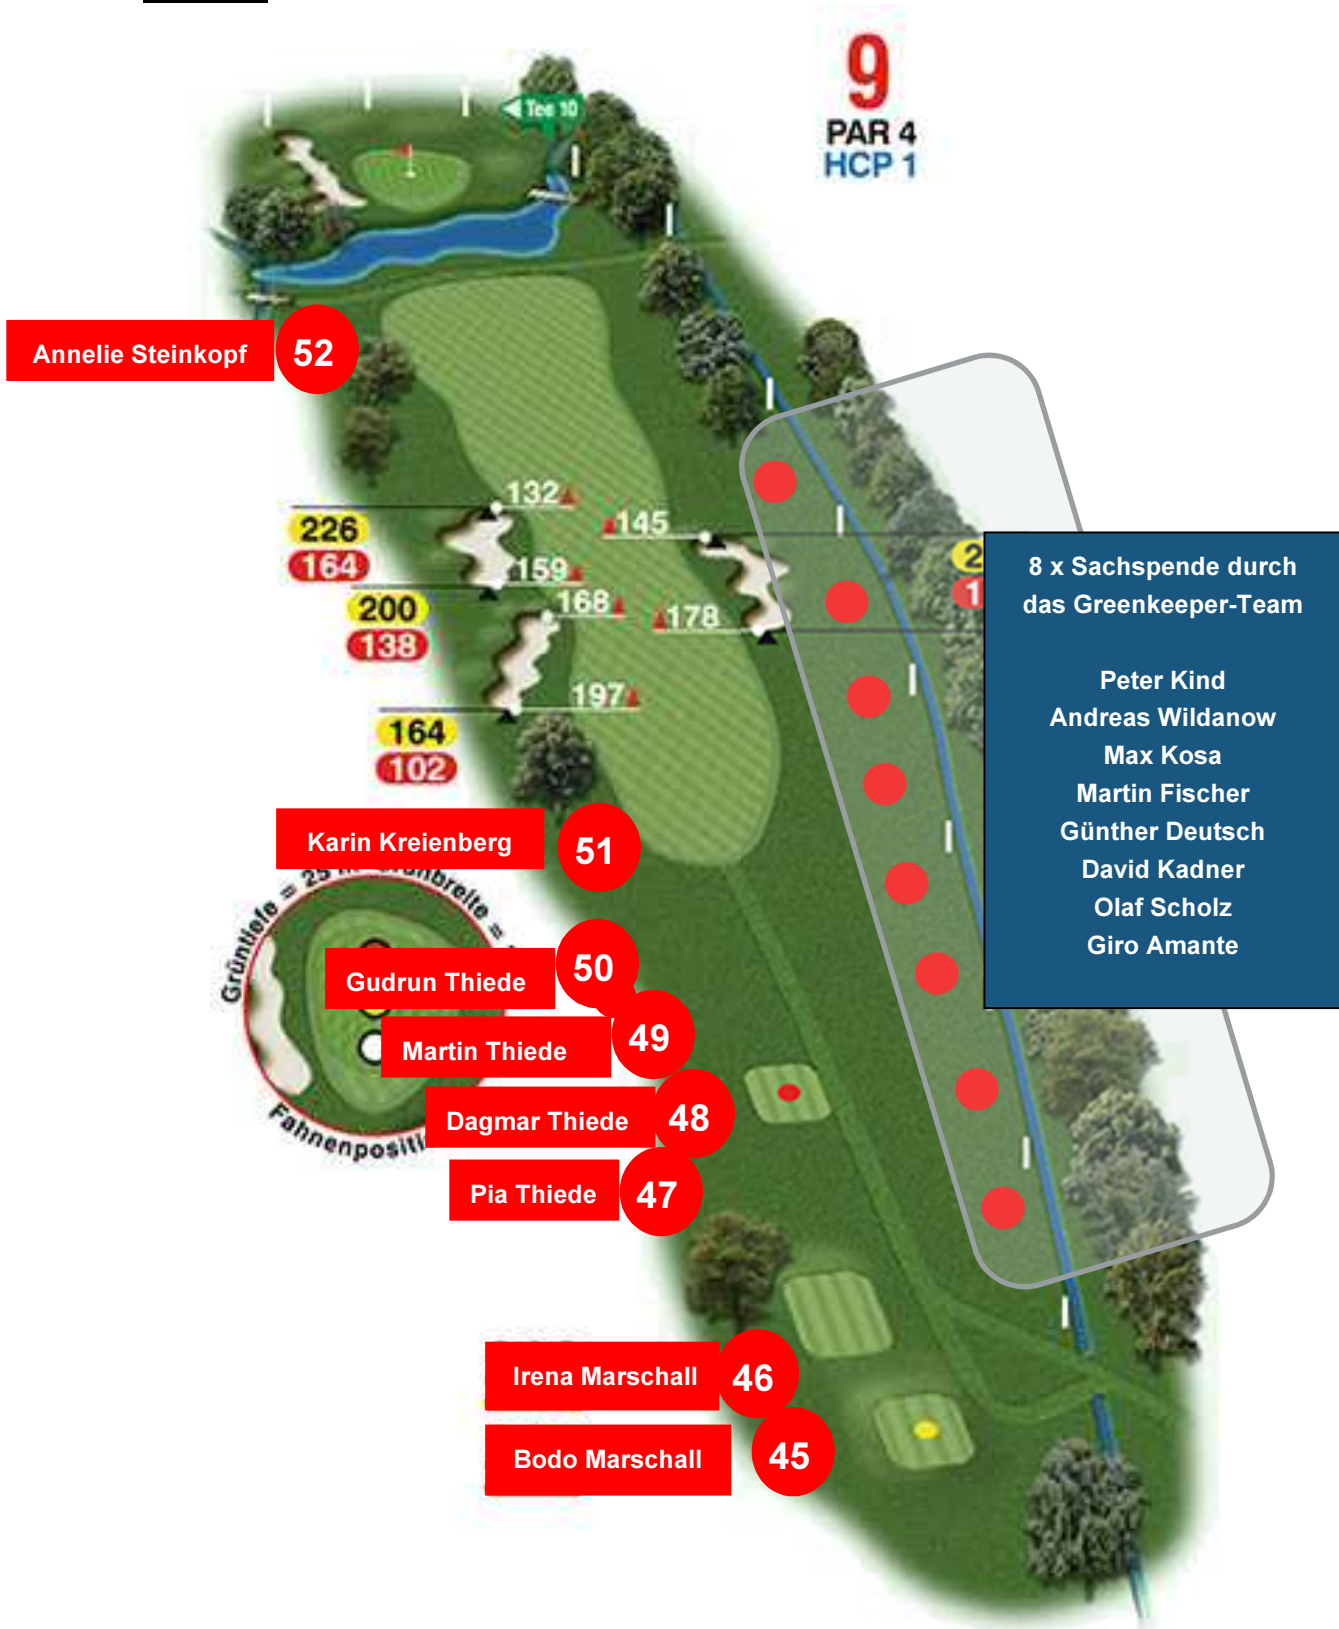 9
PAR 4
HCP 1
Tee 10
Annelie Steinkopf 52
132
145
226
164
159
200
138
168
178
197
164
102
8 x Sachspende durch
das Greenkeeper-Team
Peter Kind
Andreas Wildanow
Max Kosa
Martin Fischer
Günther Deutsch
David Kadner
Olaf Scholz
Giro Amante
Karin Kreienberg 51
Grüntiefe = 25
Gudrun Thiede 50
Martin Thiede 49
Dagmar Thiede 48
Pia Thiede 47
Irena Marschall 46
Bodo Marschall 45